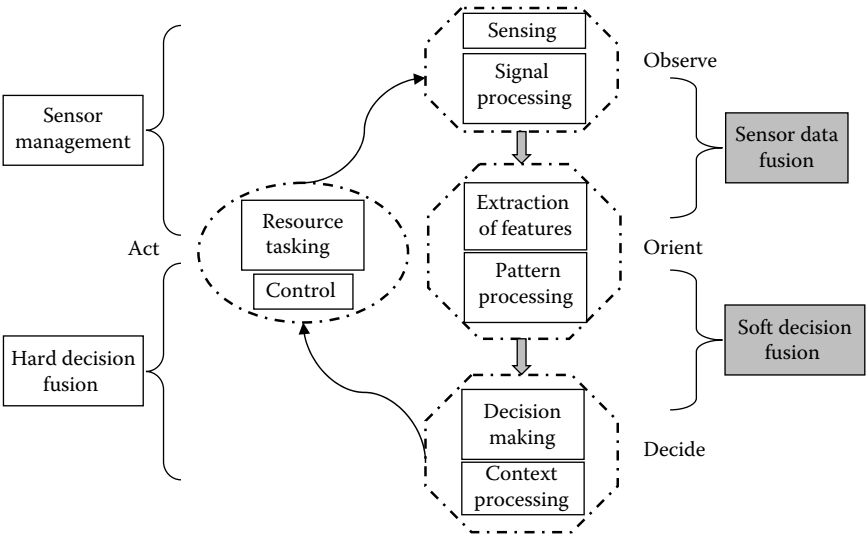 Sensing
Signal
processing
Observe
Sensor
management
Sensor data
fusion
Extraction
of features
Resource
tasking
Act
Orient
Pattern
processing
Control
Soft decision
fusion
Hard decision
fusion
Decision
making
Decide
Context
processing